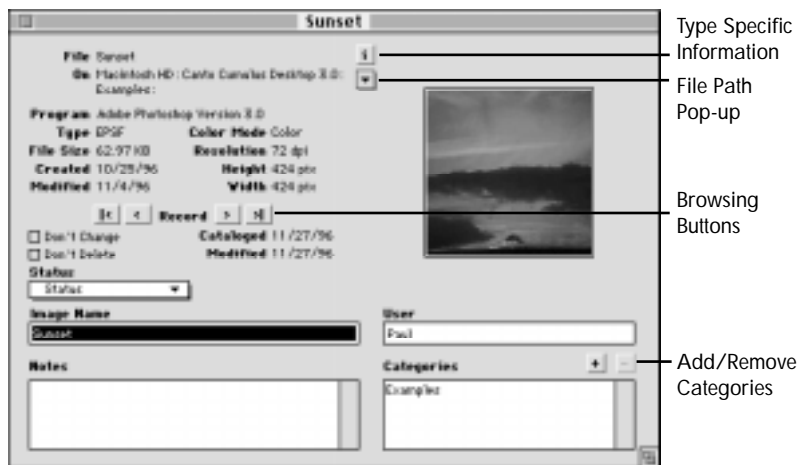 Sunset
File Sunset
On Macintosh HD: Canto Cumulus Desktop 3.0:
Examples:
Program Adobe Photoshop Version 3.0
Type EPSF
Color Mode Color
File Size 62.97 KB
Resolution 72 dpi
Created 10/25/96
Height 424 ptx
Modified 11/4/96
Width 424 ptx
Record
Don't Change
Cataloged 11/27/96
Don't Delete
Modified 11/27/96
Status
Status
Image Name
User
Sunset
Paul
Notes
Categories
+ -
Examples
Type Specific
Information
File Path
Pop-up
Browsing
Buttons
Add/Remove
Categories